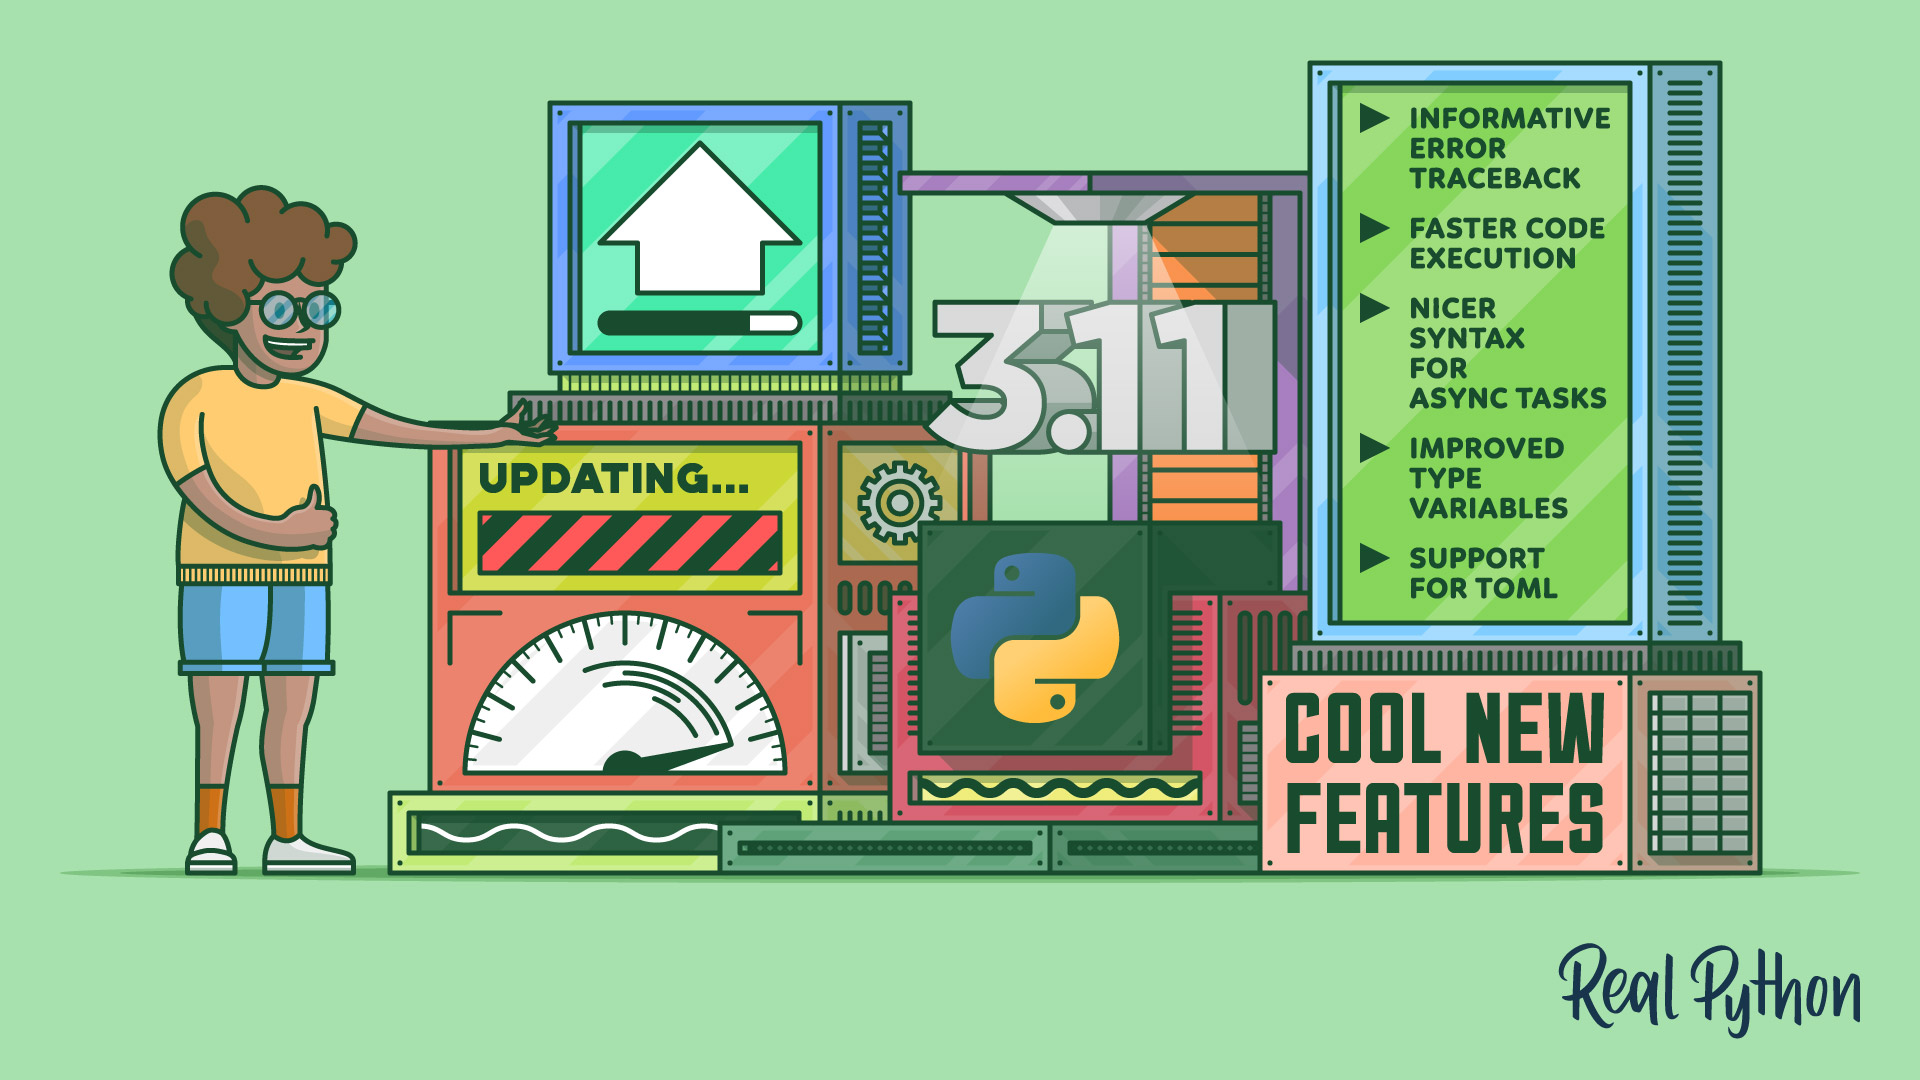 UPDATING...
3.11
INFORMATIVE
ERROR
TRACEBACK
FASTER CODE
EXECUTION
NICER
SYNTAX
FOR
ASYNC TASKS
IMPROVED
TYPE
VARIABLES
SUPPORT
FOR TOML
COOL NEW
FEATURES
Real Python